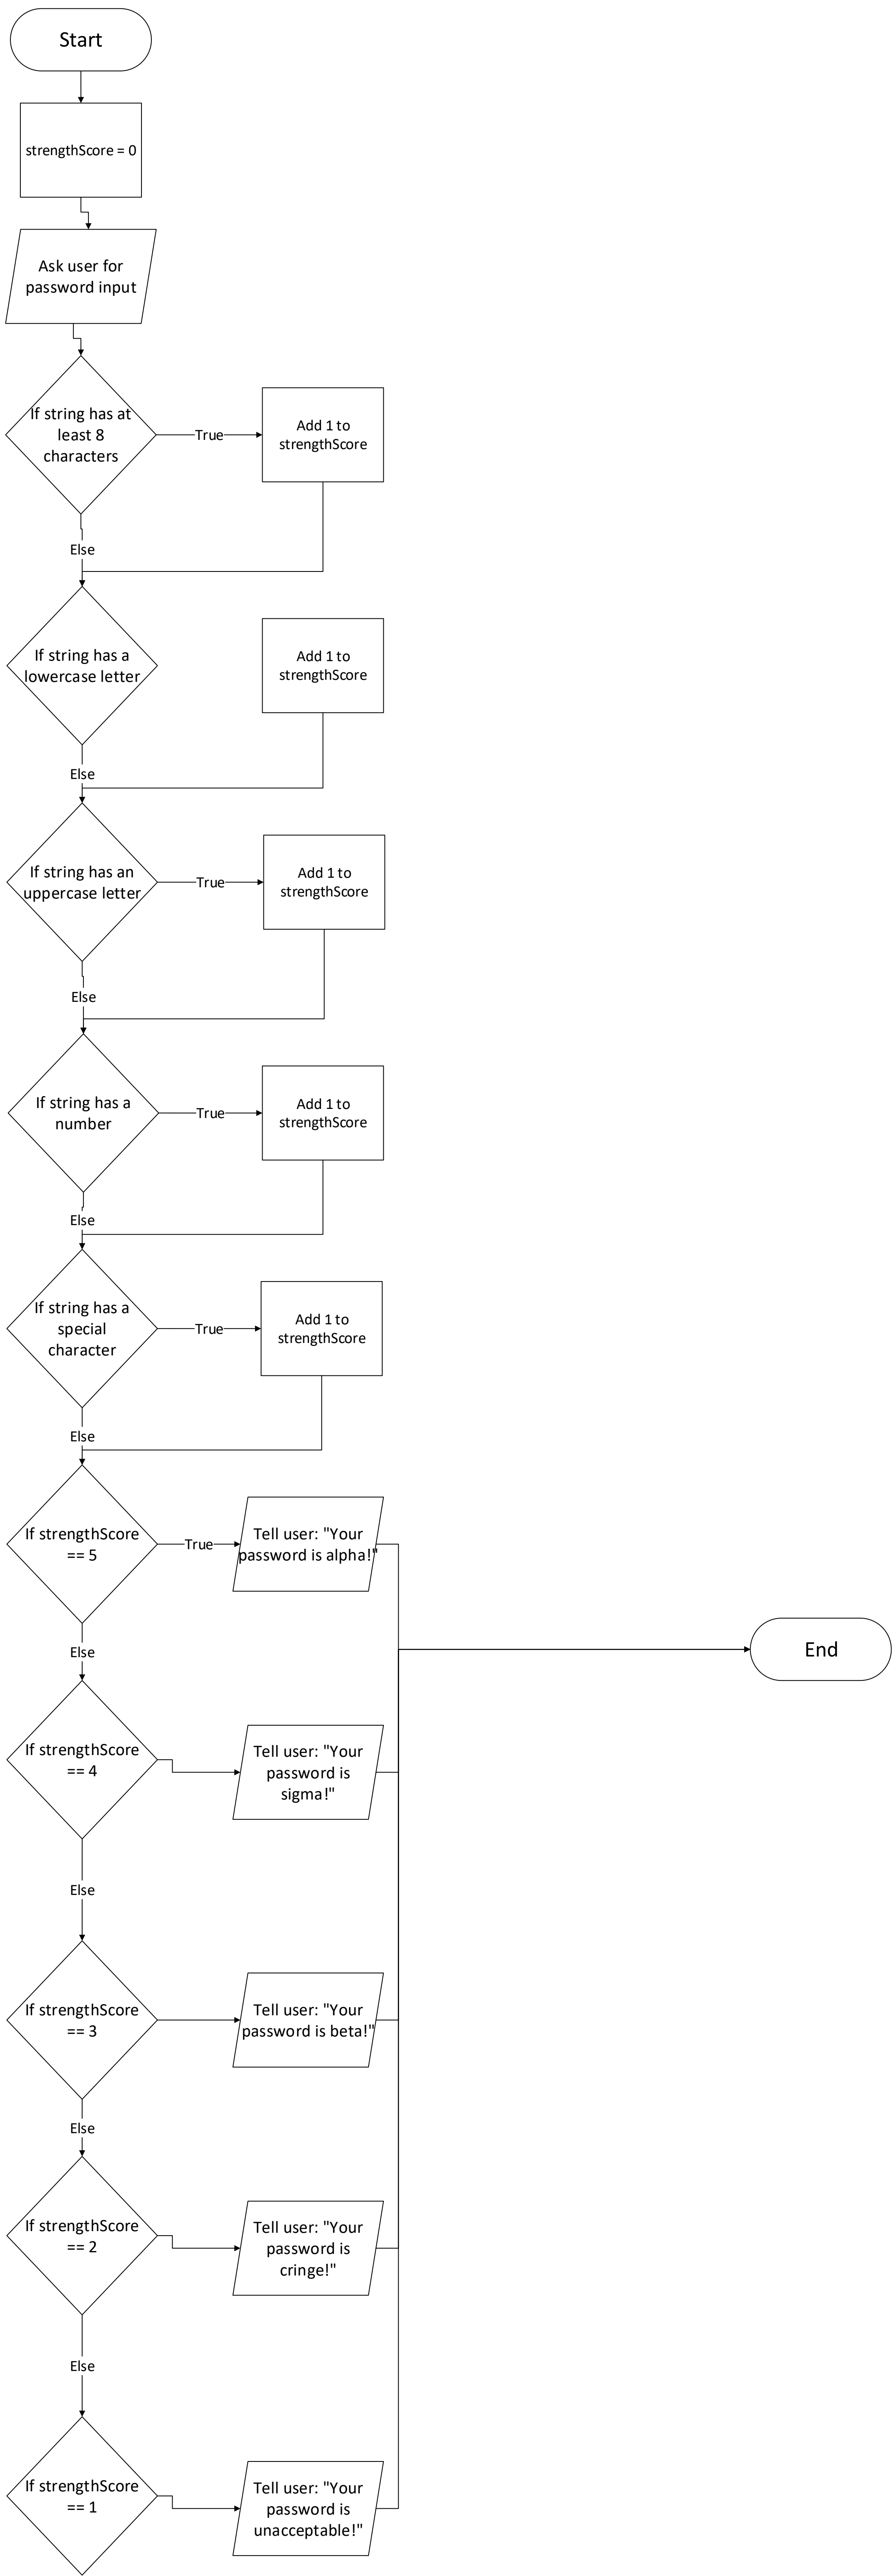 Start
strengthScore = 0
Ask user for
password input
If string has at
least 8
characters
True
Add 1 to
strengthScore
Else
If string has a
lowercase letter
Add 1 to
strengthScore
Else
If string has an
uppercase letter
True
Add 1 to
strengthScore
Else
If string has a
number
True
Add 1 to
strengthScore
Else
If string has a
special
character
True
Add 1 to
strengthScore
Else
If strengthScore
== 5
True
Tell user: "Your
password is alpha!"
Else
End
If strengthScore
== 4
Tell user: "Your
password is
sigma!"
Else
If strengthScore
== 3
Tell user: "Your
password is beta!"
Else
If strengthScore
== 2
Tell user: "Your
password is
cringe!"
Else
If strengthScore
== 1
Tell user: "Your
password is
unacceptable!"